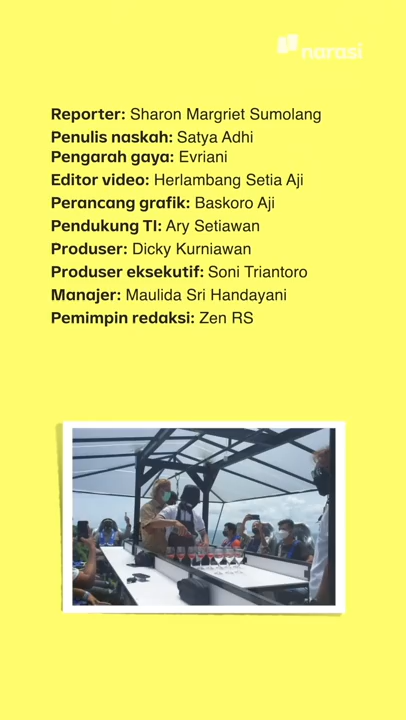 narasi
Reporter: Sharon Margriet Sumolang
Penulis naskah: Satya Adhi
Pengarah gaya: Evriani
Editor video: Herlambang Setia Aji
Perancang grafik: Baskoro Aji
Pendukung TI: Ary Setiawan
Produser: Dicky Kurniawan
Produser eksekutif: Soni Triantoro
Manajer: Maulida Sri Handayani
Pemimpin redaksi: Zen RS